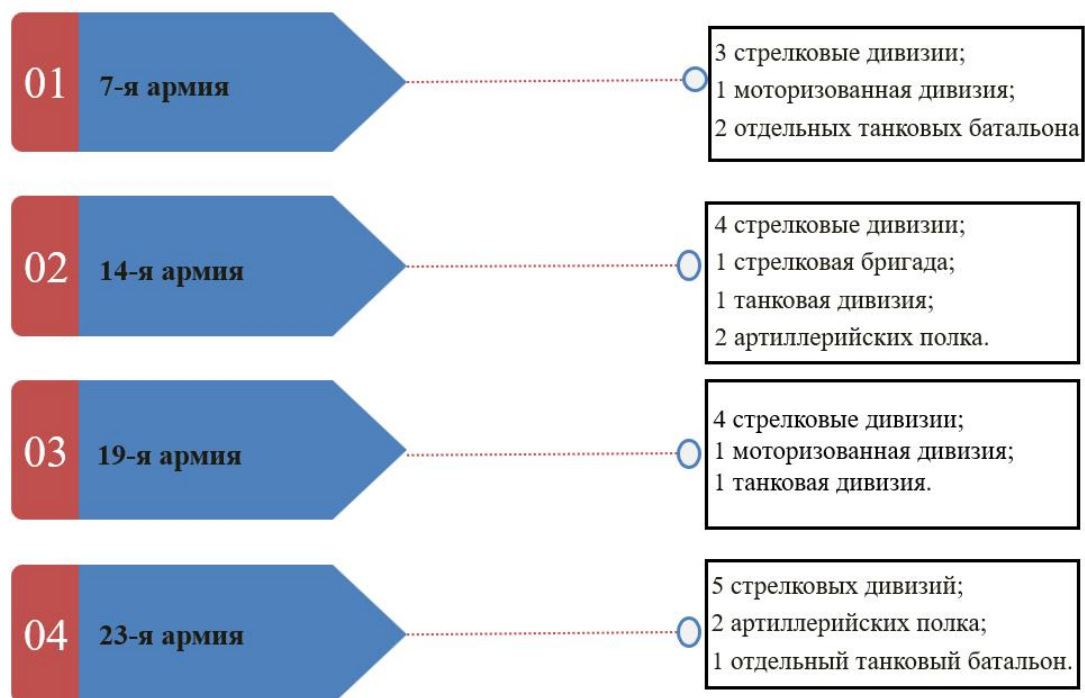 01
7-я армия
3 стрелковые дивизии;
1 моторизованная дивизия;
2 отдельных танковых батальона
02
14-я армия
4 стрелковые дивизии;
1 стрелковая бригада;
1 танковая дивизия;
2 артиллерийских полка.
03
19-я армия
4 стрелковые дивизии;
1 моторизованная дивизия;
1 танковая дивизия.
04
23-я армия
5 стрелковых дивизий;
2 артиллерийских полка;
1 отдельный танковый батальон.